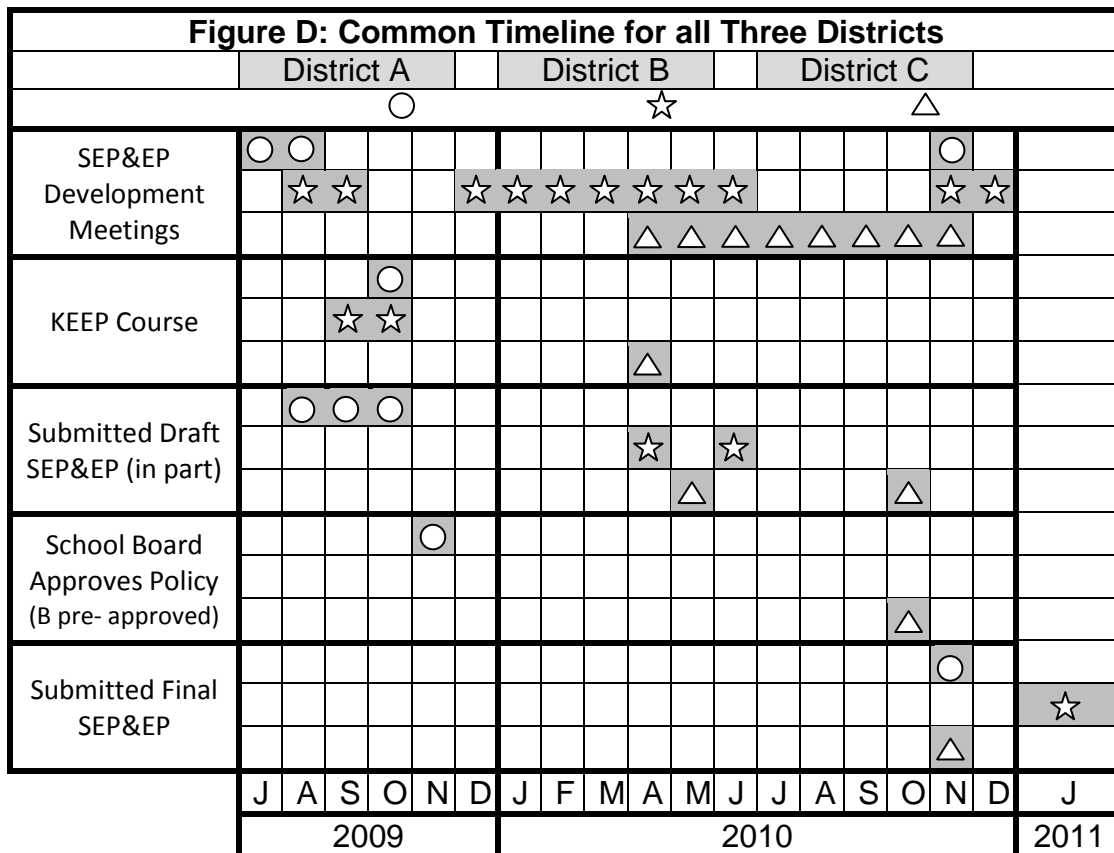 Figure D: Common Timeline for all Three Districts
District A District B District C
SEP&EP
Development
Meetings
KEEP Course
Submitted Draft
SEP&EP (in part)
School Board
Approves Policy
(B pre- approved)
Submitted Final
SEP&EP
J A S O N D J F M A M J J A S O N D J
2009 2010 2011